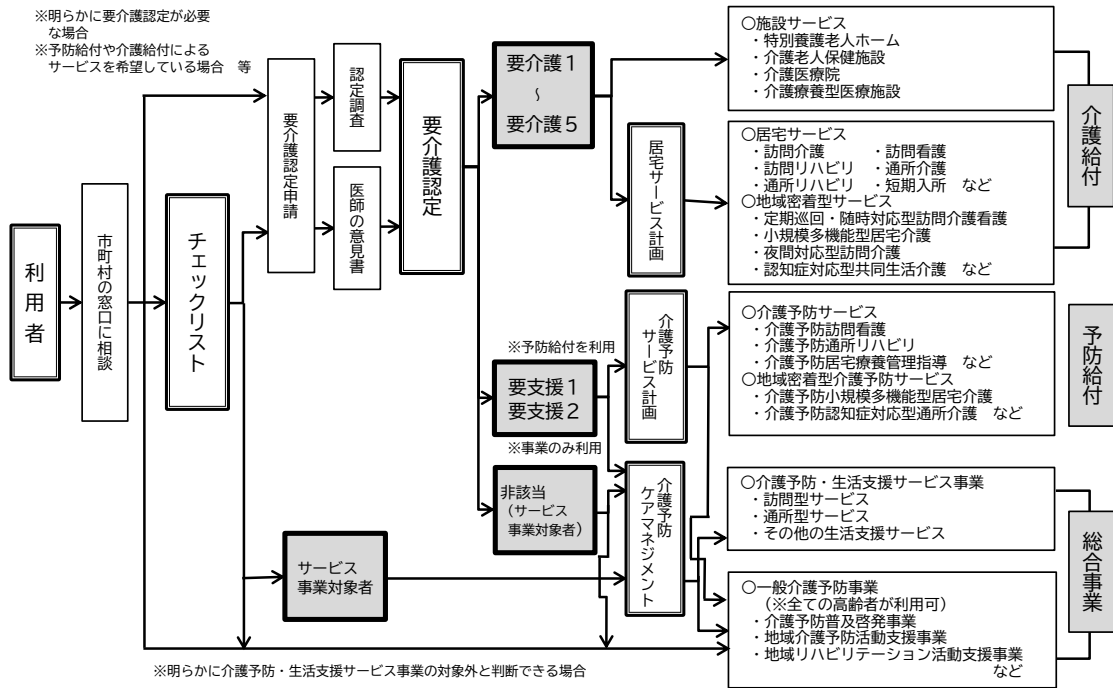 ※明らかに要介護認定が必要
な場合
※予防給付や介護給付による
サービスを希望している場合　等
利用者
市町村の窓口に相談
チェックリスト
要介護認定申請
認定調査
医師の意見書
要介護認定
要介護１
～
要介護５
居宅サービス計画
○施設サービス
・特別養護老人ホーム
・介護老人保健施設
・介護医療院
・介護療養型医療施設
○居宅サービス
・訪問介護　・訪問看護
・訪問リハビリ　・通所介護
・通所リハビリ　・短期入所　など
○地域密着型サービス
・定期巡回・随時対応型訪問介護看護
・小規模多機能型居宅介護
・夜間対応型訪問介護
・認知症対応型共同生活介護　など
介護給付
※予防給付を利用
要支援１
要支援２
※事業のみ利用
介護予防
サービス計画
○介護予防サービス
・介護予防訪問看護
・介護予防通所リハビリ
・介護予防居宅療養管理指導　など
○地域密着型介護予防サービス
・介護予防小規模多機能型居宅介護
・介護予防認知症対応型通所介護　など
予防給付
非該当
（サービス
事業対象者）
サービス
事業対象者
介護予防
ケアマネジメント
○介護予防・生活支援サービス事業
・訪問型サービス
・通所型サービス
・その他の生活支援サービス
○一般介護予防事業
（※全ての高齢者が利用可）
・介護予防普及啓発事業
・地域介護予防活動支援事業
・地域リハビリテーション活動支援事業
など
総合事業
※明らかに介護予防・生活支援サービス事業の対象外と判断できる場合